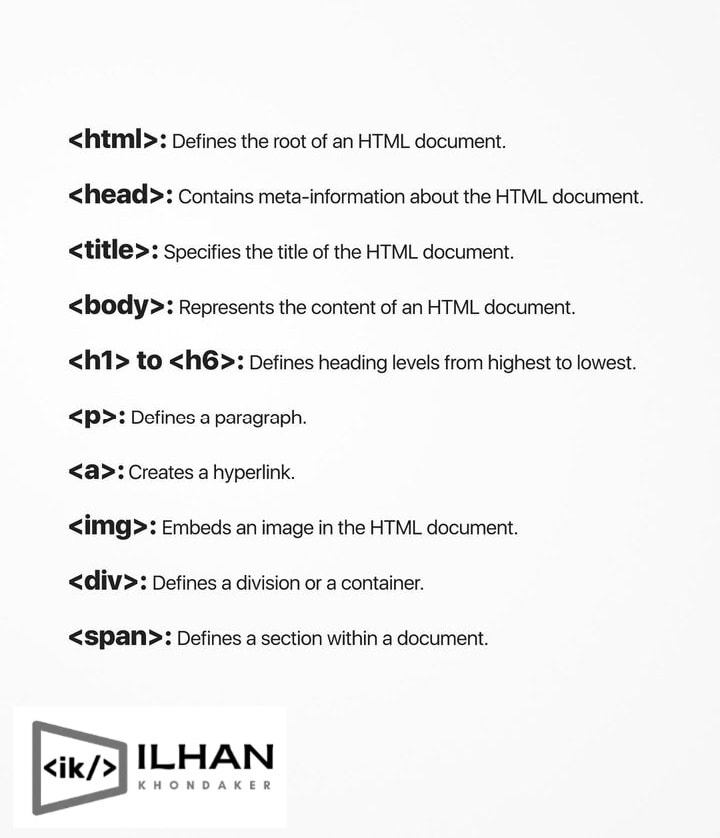 <html>: Defines the root of an HTML document.
<head>: Contains meta-information about the HTML document.
<title>: Specifies the title of the HTML document.
<body>: Represents the content of an HTML document.
<h1> to <h6>: Defines heading levels from highest to lowest.
<p>: Defines a paragraph.
<a>: Creates a hyperlink.
<img>: Embeds an image in the HTML document.
<div>: Defines a division or a container.
<span>: Defines a section within a document.
<ik/>
ILHAN
KHONDAKER